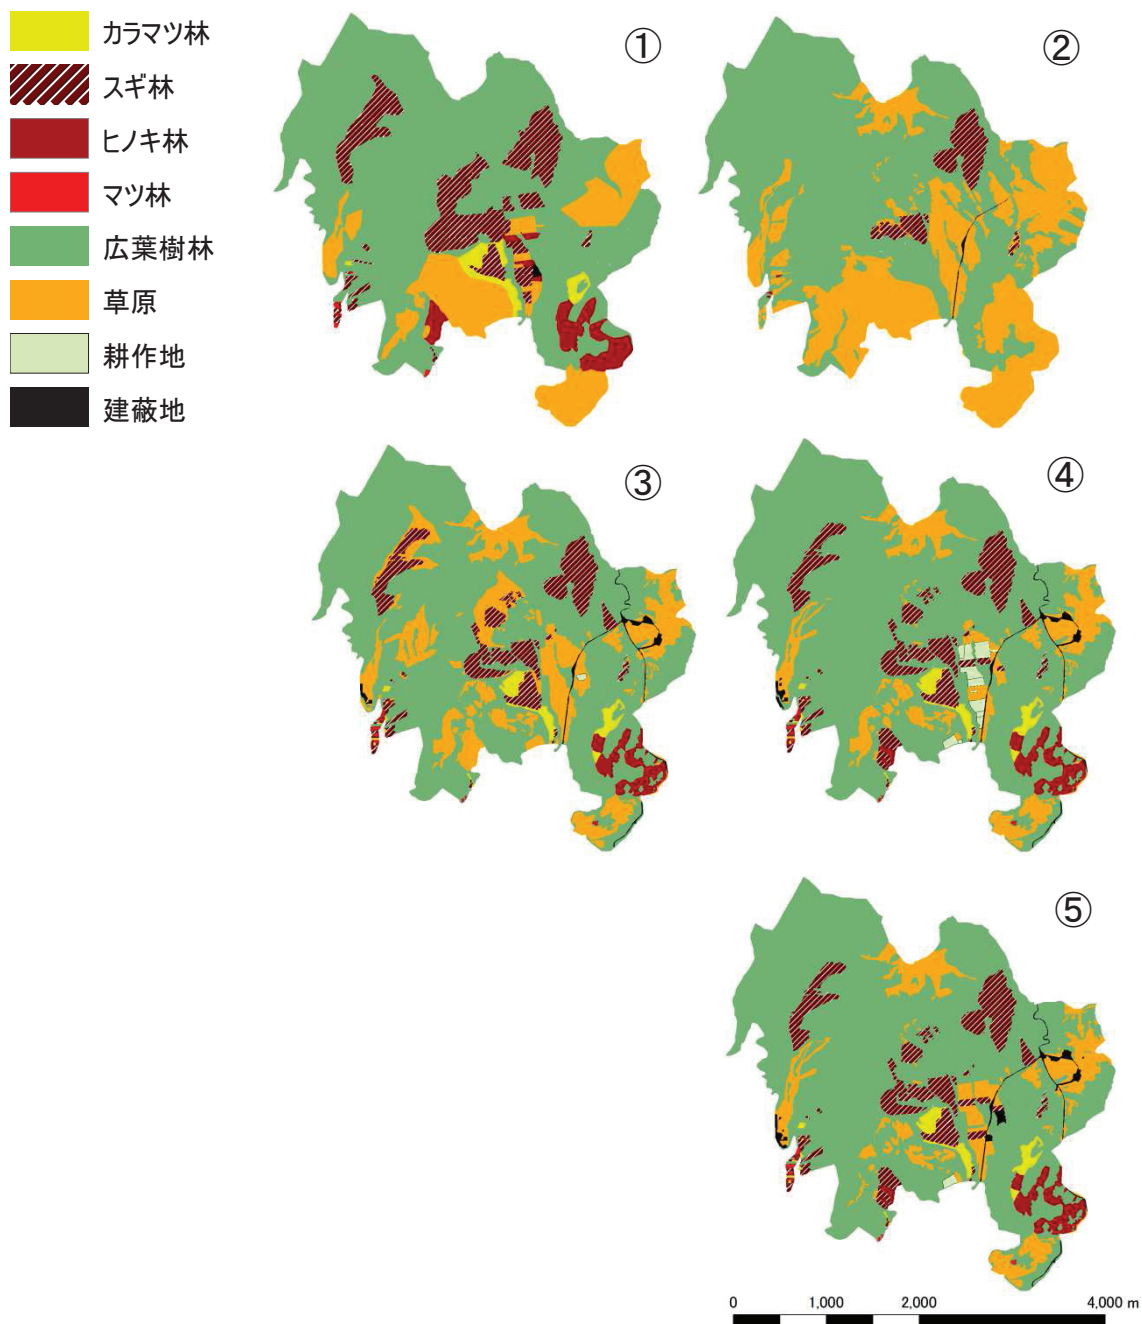 カラマツ林
スギ林
ヒノキ林
マツ林
広葉樹林
草原
耕作地
建蔽地
①
②
③
④
⑤
0 1,000 2,000 4,000 m